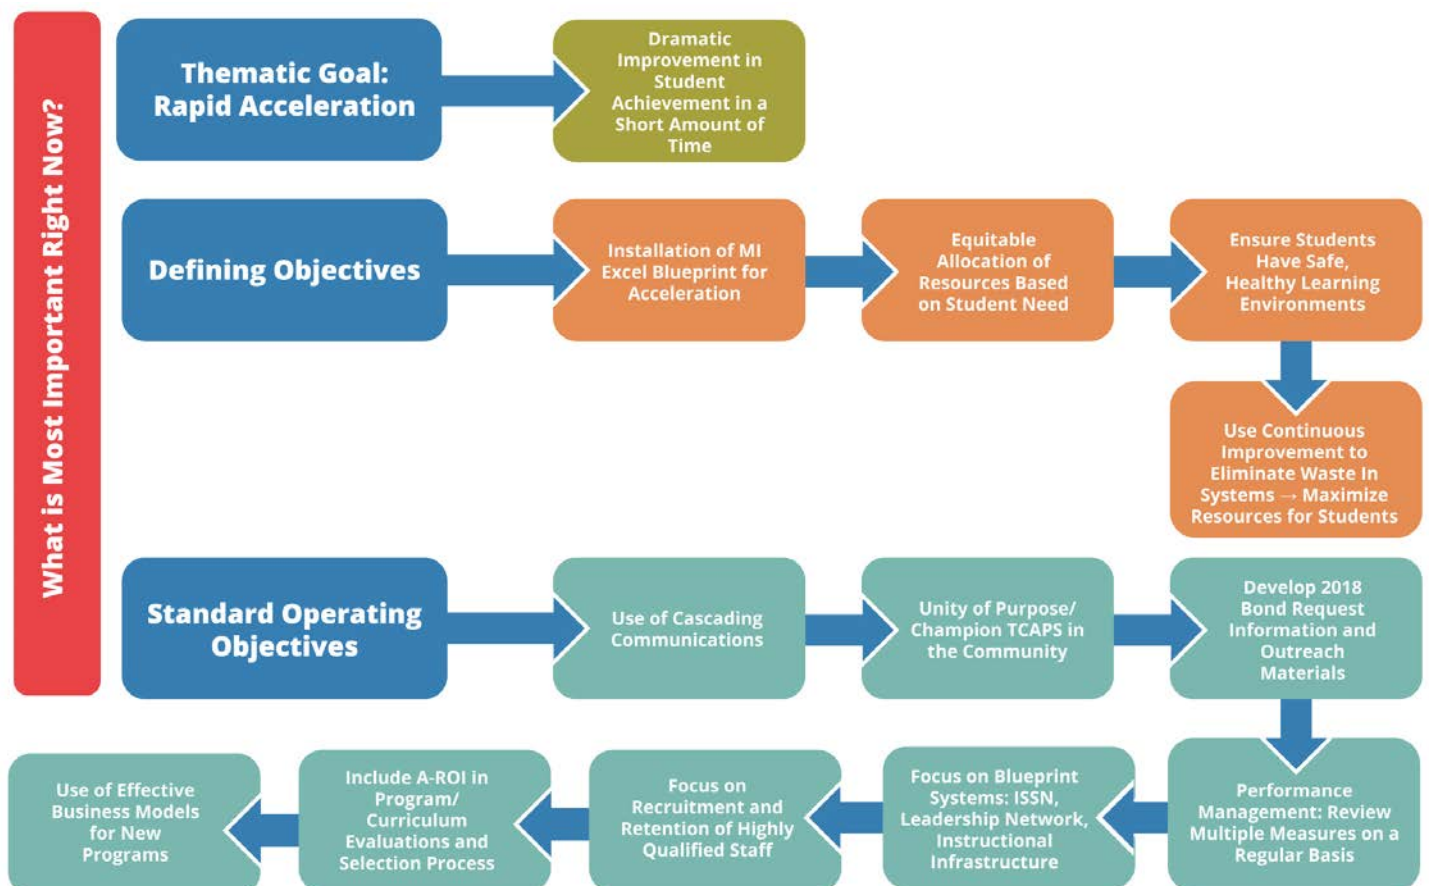 What is Most Important Right Now?
Thematic Goal:
Rapid Acceleration
Dramatic
Improvement in
Student
Achievement in a
Short Amount of
Time
Defining Objectives
Installation of MI
Excel Blueprint for
Acceleration
Equitable
Allocation of
Resources Based
on Student Need
Ensure Students
Have Safe,
Healthy Learning
Environments
Use Continuous
Improvement to
Eliminate Waste In
Systems → Maximize
Resources for Students
Standard Operating
Objectives
Use of Cascading
Communications
Unity of Purpose/
Champion TCAPS in
the Community
Develop 2018
Bond Request
Information and
Outreach
Materials
Performance
Management: Review
Multiple Measures on a
Regular Basis
Focus on Blueprint
Systems: ISSN,
Leadership Network,
Instructional
Infrastructure
Focus on
Recruitment and
Retention of Highly
Qualified Staff
Include A-ROI in
Program/
Curriculum
Evaluations and
Selection Process
Use of Effective
Business Models
for New
Programs